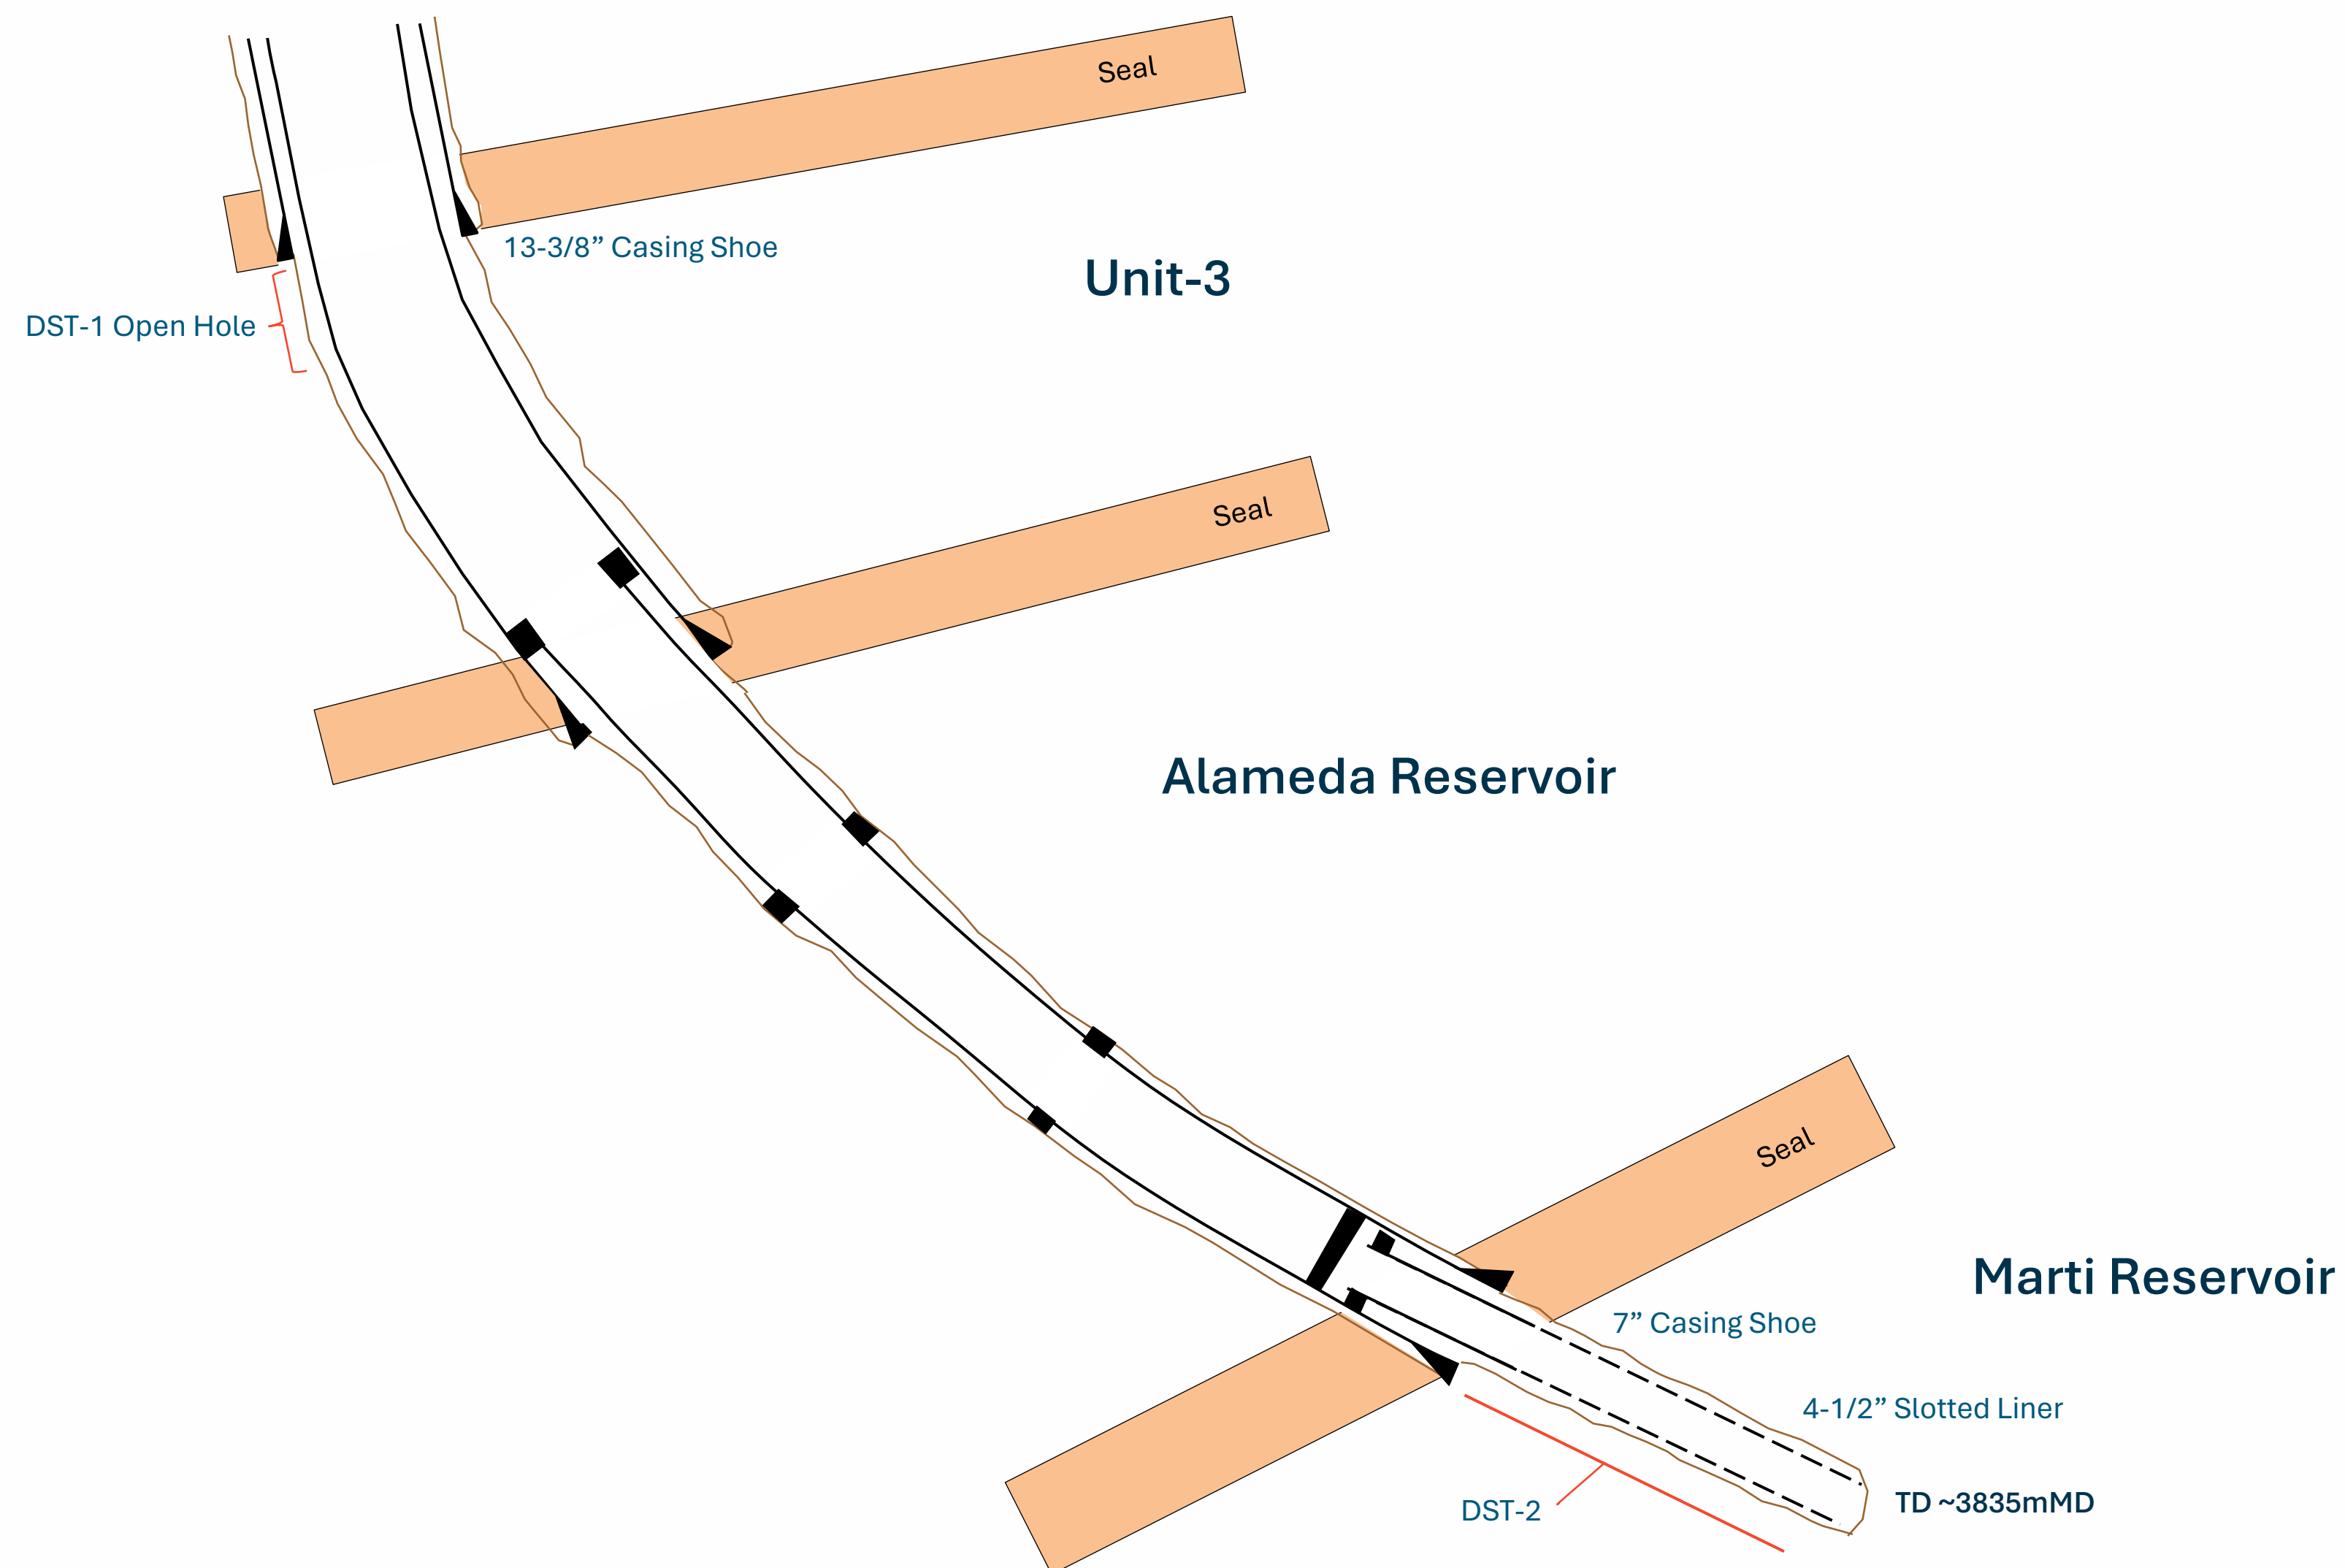 Seal
13-3/8” Casing Shoe
Unit-3
DST-1 Open Hole
Seal
Alameda Reservoir
Seal
Marti Reservoir
7” Casing Shoe
4-1/2” Slotted Liner
TD ~3835mMD
DST-2